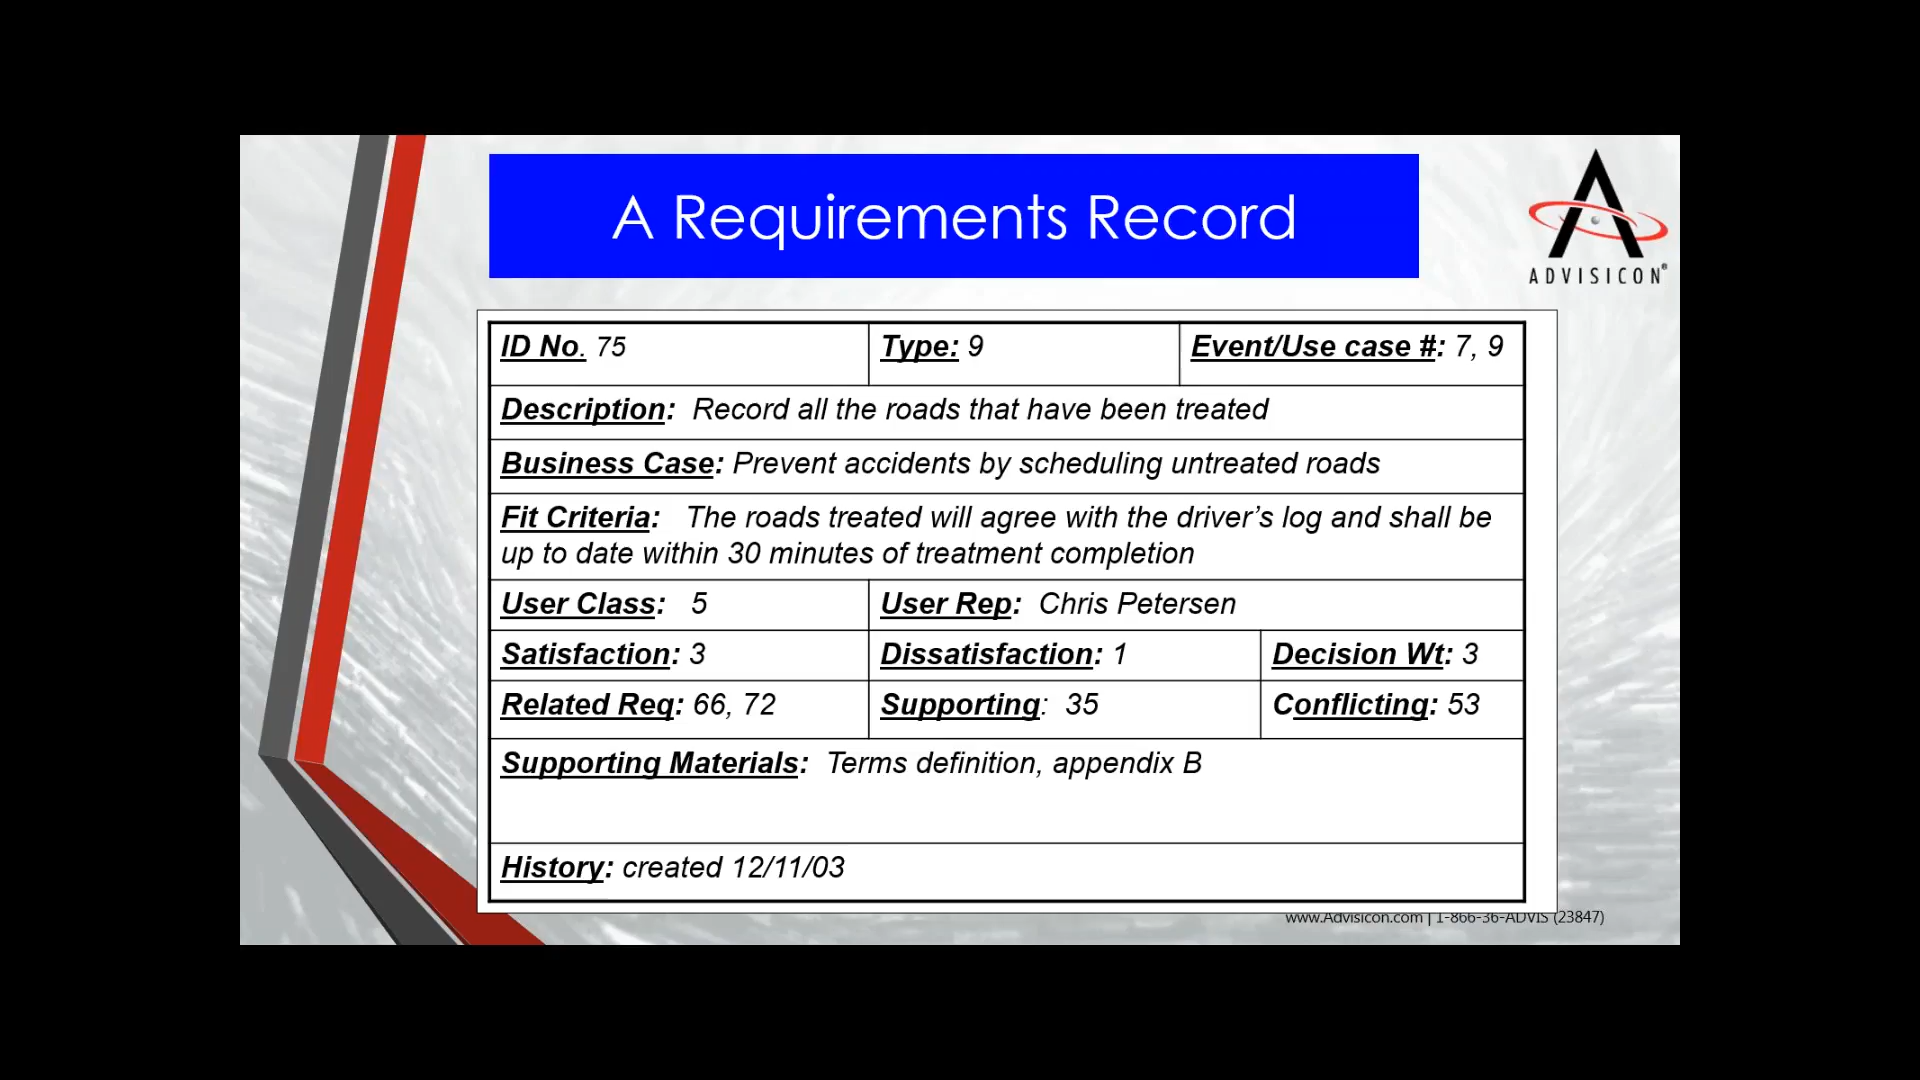 A Requirements Record
ADVISICON®
ID No. 75 Type: 9 Event/Use case #: 7, 9
Description: Record all the roads that have been treated
Business Case: Prevent accidents by scheduling untreated roads
Fit Criteria: The roads treated will agree with the driver’s log and shall be
up to date within 30 minutes of treatment completion
User Class: 5 User Rep: Chris Petersen
Satisfaction: 3 Dissatisfaction: 1 Decision Wt: 3
Related Req: 66, 72 Supporting: 35 Conflicting: 53
Supporting Materials: Terms definition, appendix B
History: created 12/11/03
www.Advisicon.com | 1-866-36-ADVIS (23847)